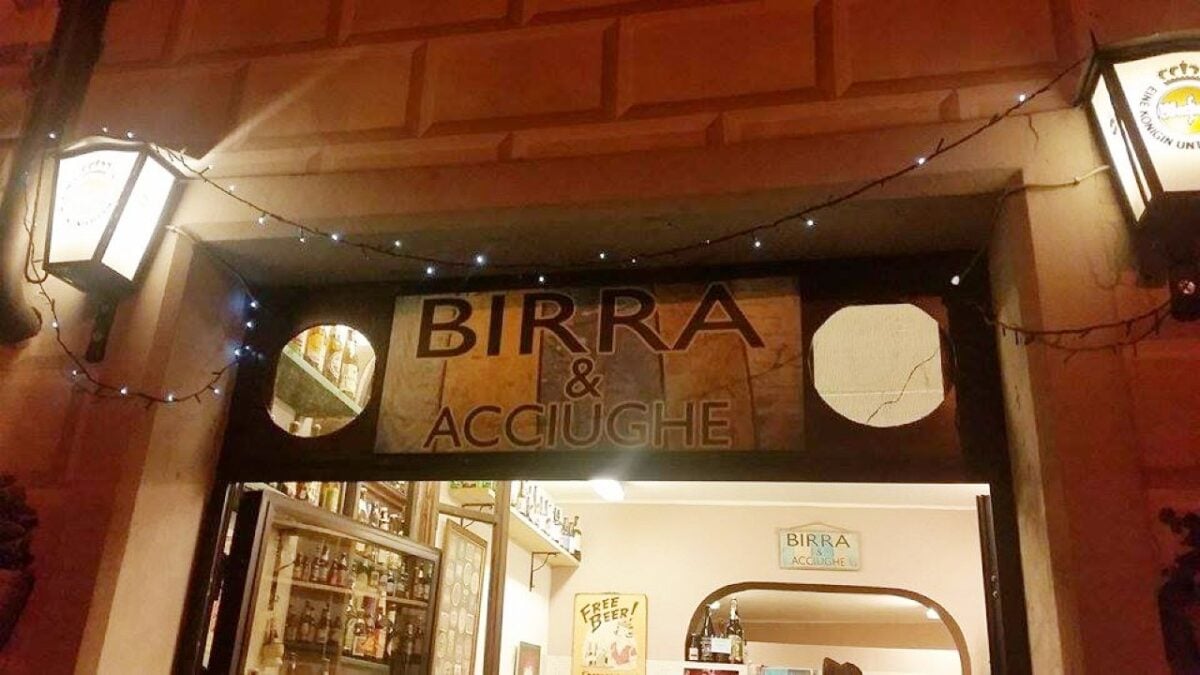 BIRRA
&
ACCIUGHE
EINE KÖNIGIN UNT
BIRRA
&
ACCIUGHE
FREE
BEER!